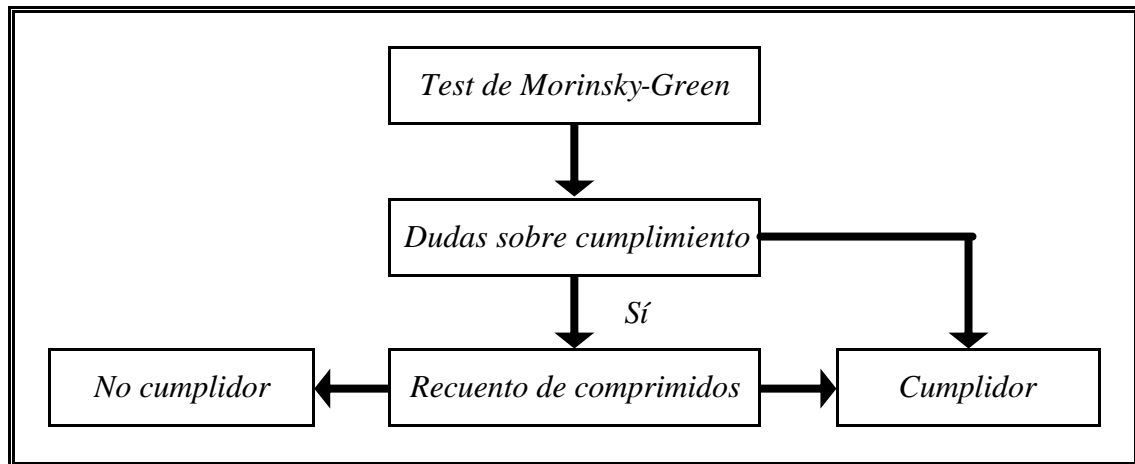 Test de Morinsky-Green
Dudas sobre cumplimiento
Sí
No cumplidor
Recuento de comprimidos
Cumplidor